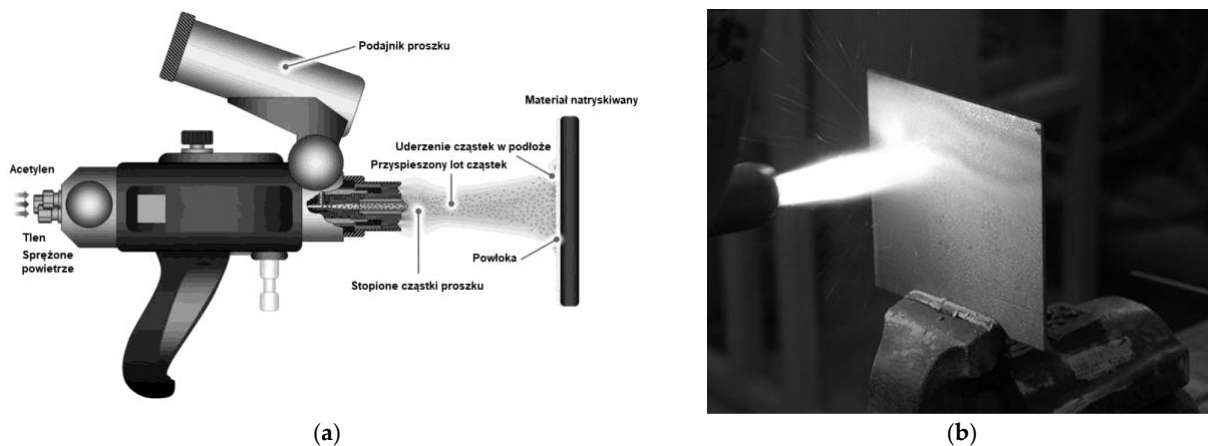 Podajnik proszku
Materiał natryskiwany
Uderzenie cząstek w podłoże
Przyspieszony lot cząstek
Acetylen
Tlen
Sprężone
powietrze
Powłoka
Stopione cząstki proszku
(a)
(b)